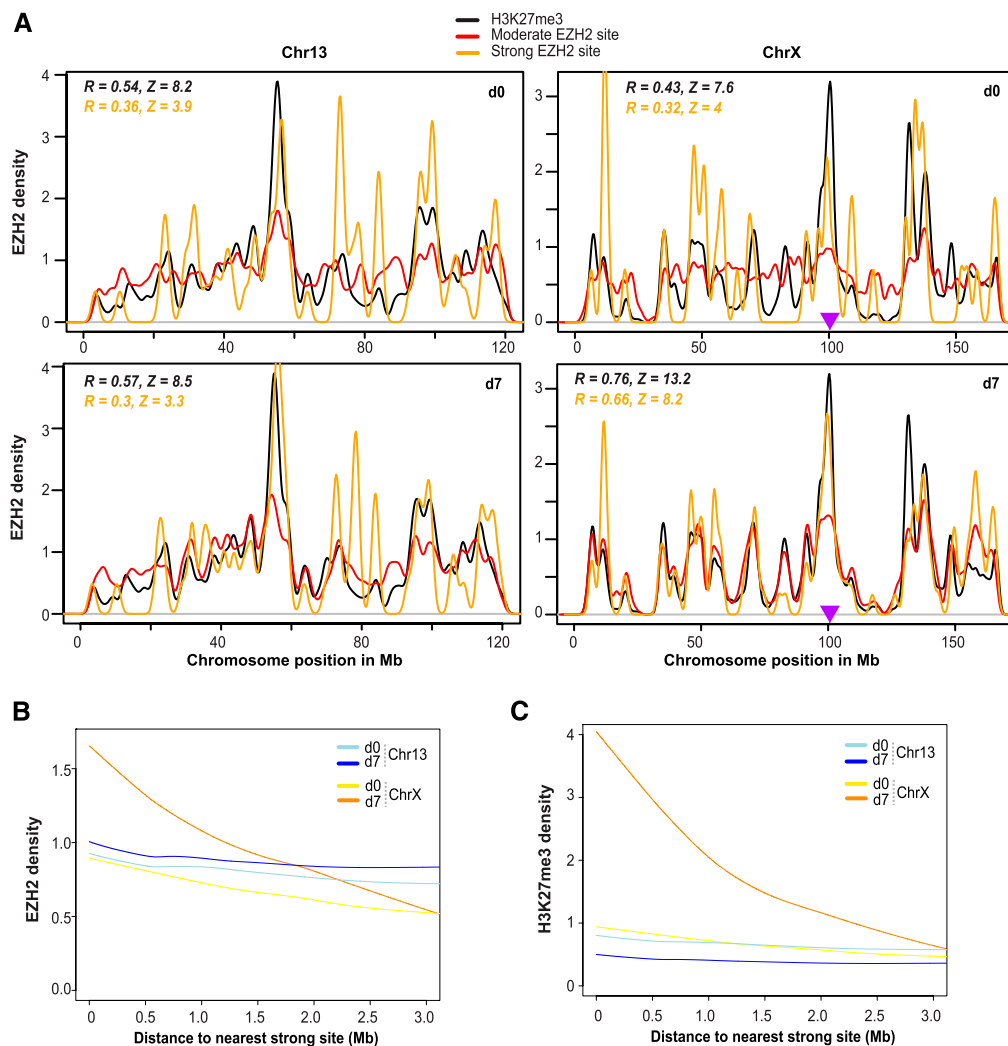 A
H3K27me3
Moderate EZH2 site
Strong EZH2 site
Chr13
ChrX
R = 0.54, Z = 8.2
R = 0.36, Z = 3.9
d0
R = 0.43, Z = 7.6
R = 0.32, Z = 4
d0
EZH2 density
4
3
2
1
0
3
2
1
0
0
40
80
120
0
50
100
150
R = 0.57, Z = 8.5
R = 0.3, Z = 3.3
d7
R = 0.76, Z = 13.2
R = 0.66, Z = 8.2
d7
EZH2 density
4
3
2
1
0
3
2
1
0
0
40
80
120
0
50
100
150
Chromosome position in Mb
Chromosome position in Mb
B
EZH2 density
1.5
1.0
0.5
0.0
d0
d7
Chr13
d0
d7
ChrX
0
0.5
1.0
1.5
2.0
2.5
3.0
Distance to nearest strong site (Mb)
C
H3K27me3 density
4
3
2
1
0
d0
d7
Chr13
d0
d7
ChrX
0
0.5
1.0
1.5
2.0
2.5
3.0
Distance to nearest strong site (Mb)